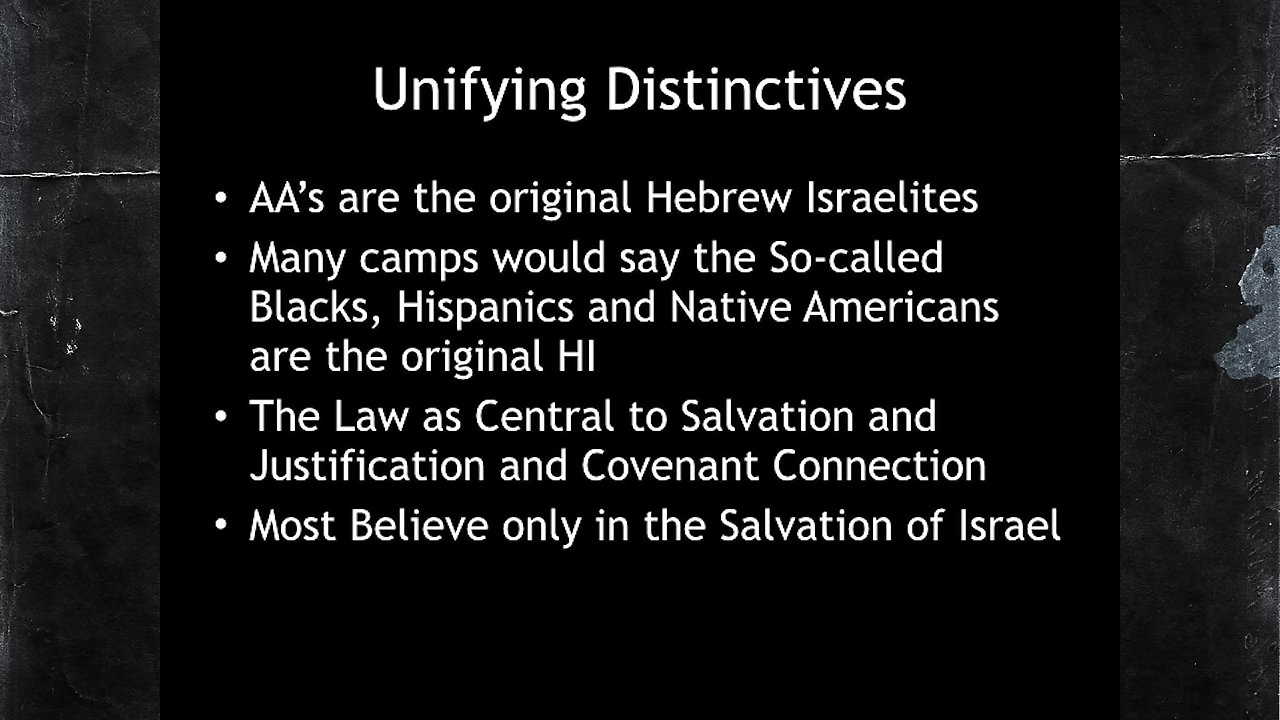 Unifying Distinctives
• AA’s are the original Hebrew Israelites
• Many camps would say the So-called
Blacks, Hispanics and Native Americans
are the original HI
• The Law as Central to Salvation and
Justification and Covenant Connection
• Most Believe only in the Salvation of Israel